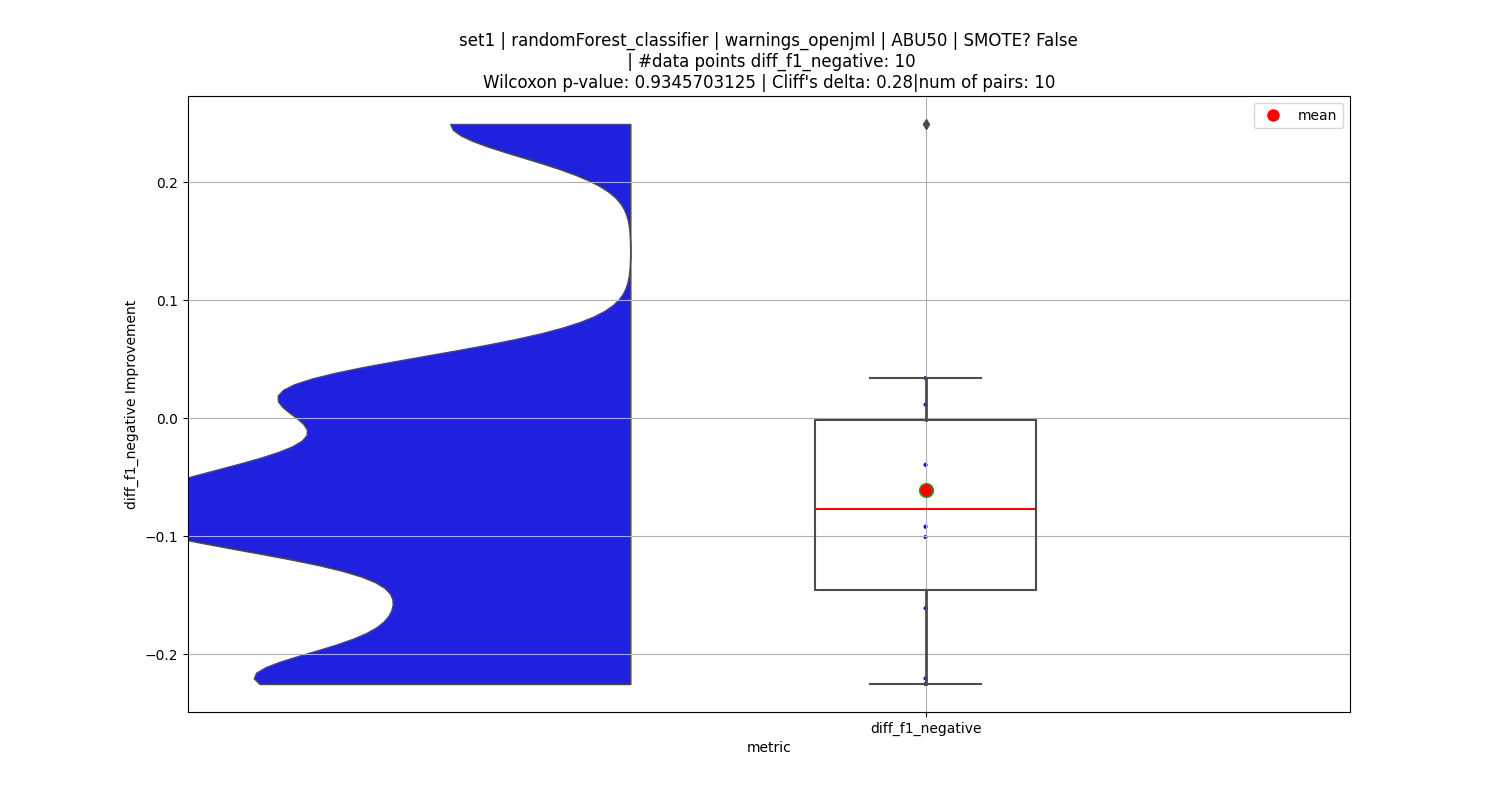 set1 | randomForest_classifier | warnings_openjml | ABU50 | SMOTE? False
| #data points diff_f1_negative: 10
Wilcoxon p-value: 0.9345703125 | Cliff's delta: 0.28|num of pairs: 10
mean
0.2
0.1
0.0
−0.1
−0.2
diff_f1_negative Improvement
diff_f1_negative
metric